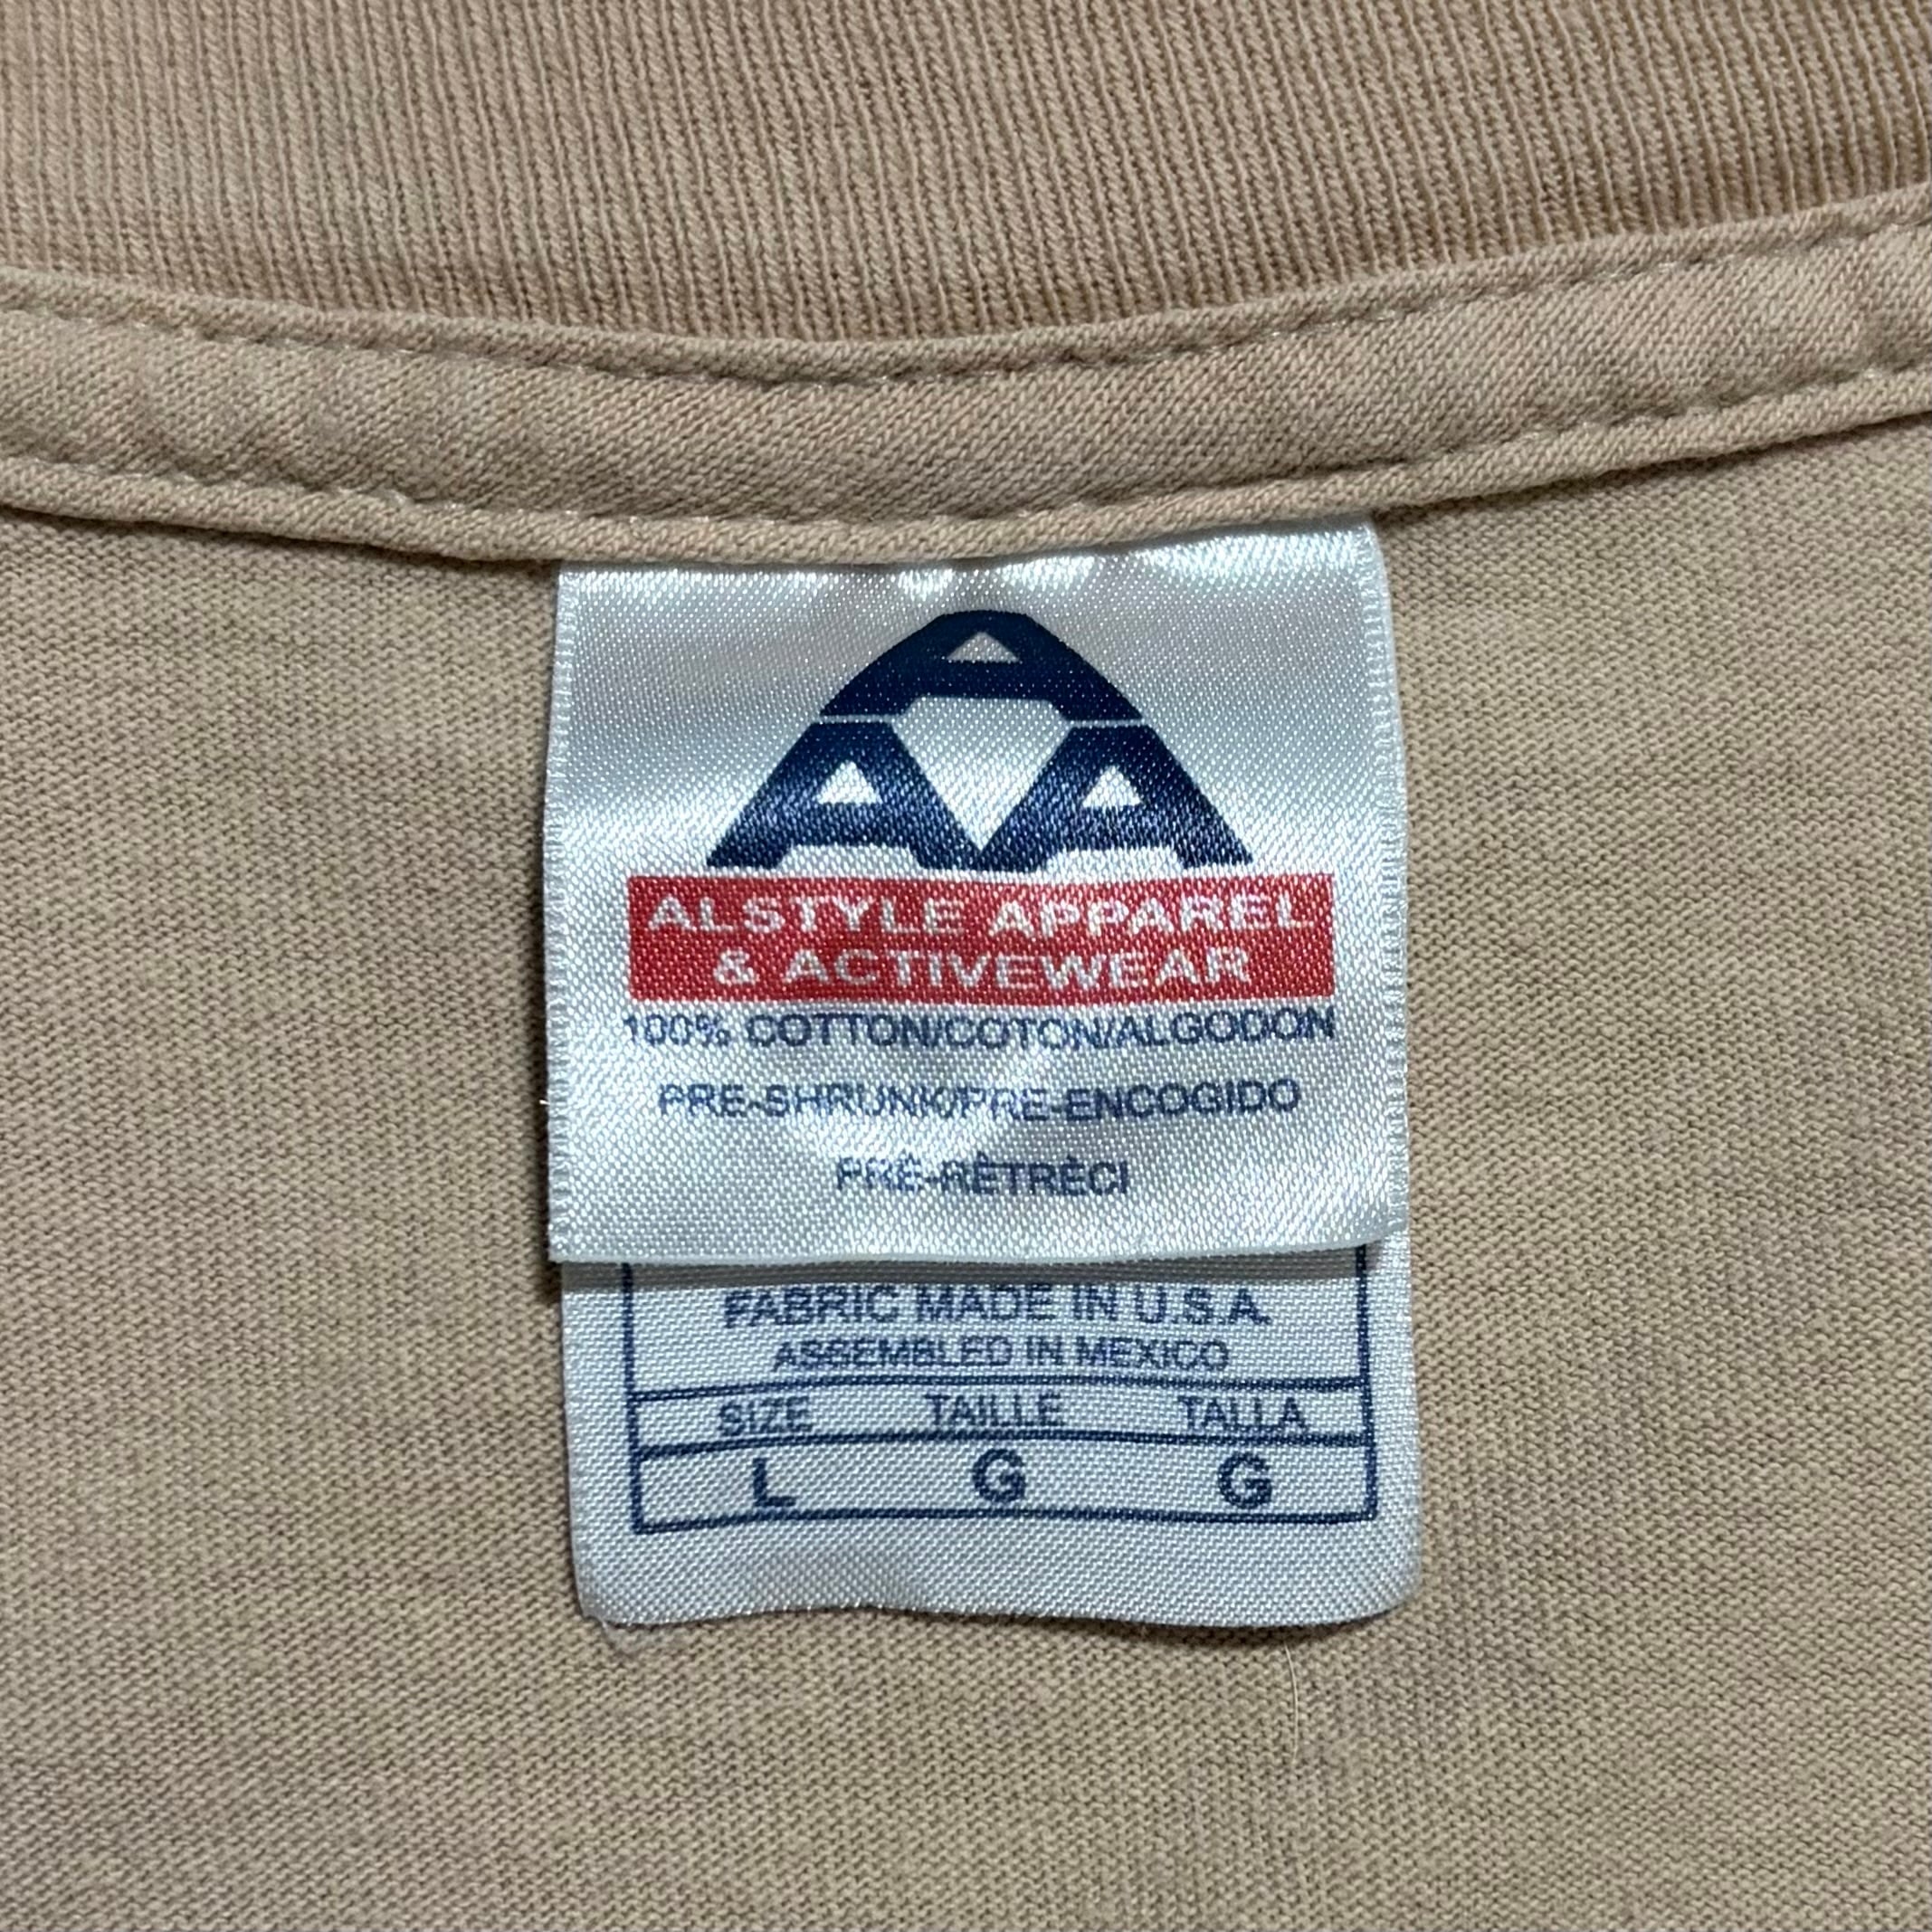 A
A A
ALSTYLE APPAREL
& ACTIVEWEAR
100% COTTON/COTON/ALGODON
PRE-SHRUNK/PRE-ENCOGIDO
PRÉ-RÊTRÈCI
FABRIC MADE IN U.S.A.
ASSEMBLED IN MEXICO
SIZE TAILLE TALLA
L G G